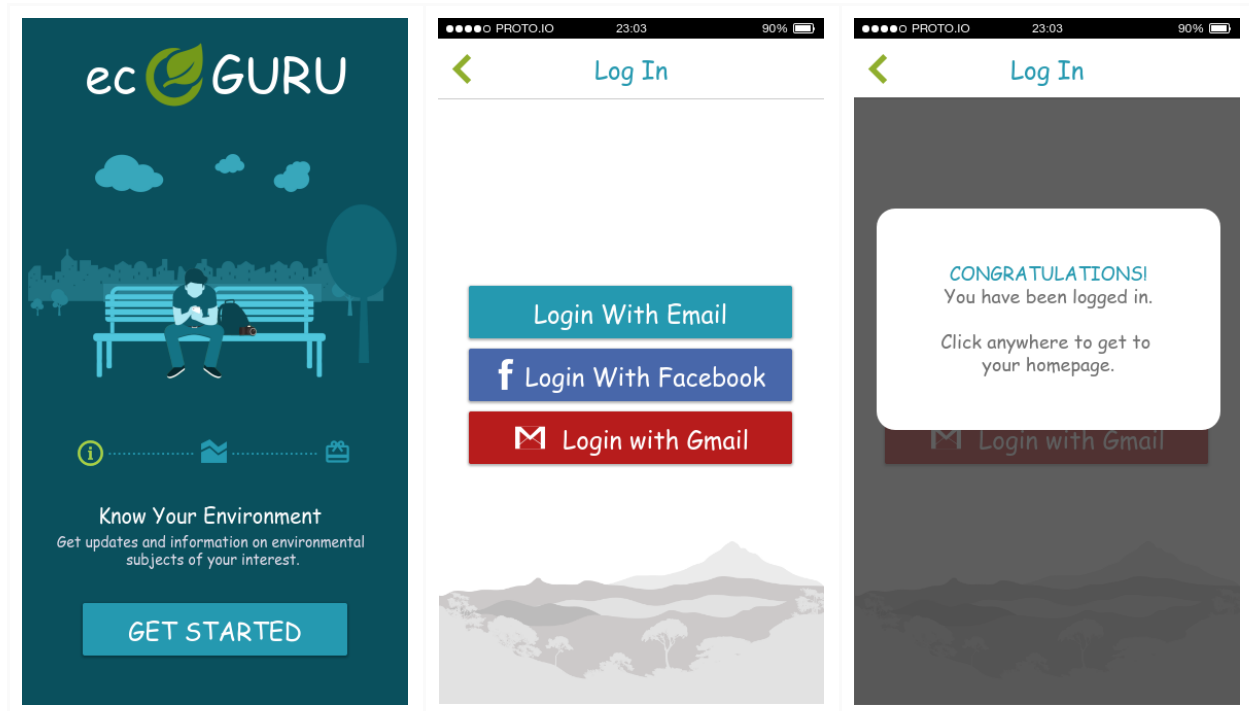 ec GURU
Know Your Environment
Get updates and information on environmental
subjects of your interest.
GET STARTED
PROTO.IO 23:03 90%
Log In
Login With Email
f Login With Facebook
Login with Gmail
PROTO.IO 23:03 90%
Log In
CONGRATULATIONS!
You have been logged in.
Click anywhere to get to
your homepage.
Login with Gmail